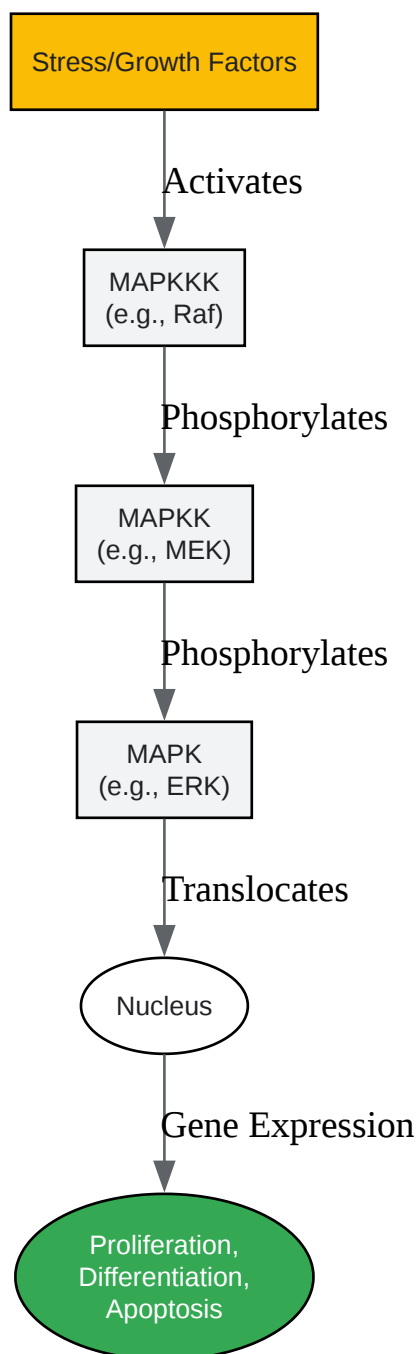 Stress/Growth Factors
Activates
MAPKKK
(e.g., Raf)
Phosphorylates
MAPKK
(e.g., MEK)
Phosphorylates
MAPK
(e.g., ERK)
Translocates
Nucleus
Gene Expression
Proliferation,
Differentiation,
Apoptosis